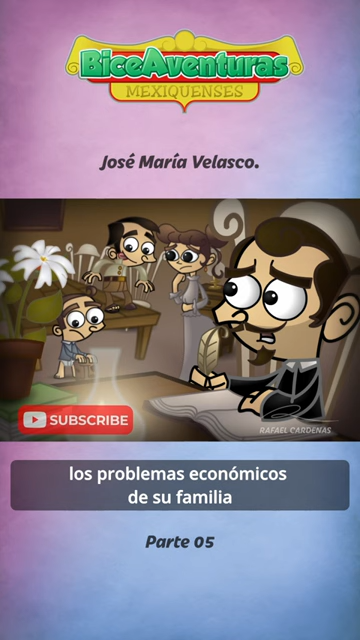 BiceAventuras
MEXIQUENSES
José María Velasco.
SUBSCRIBE
RAFAEL CARDENAS
los problemas económicos
de su familia
Parte 05